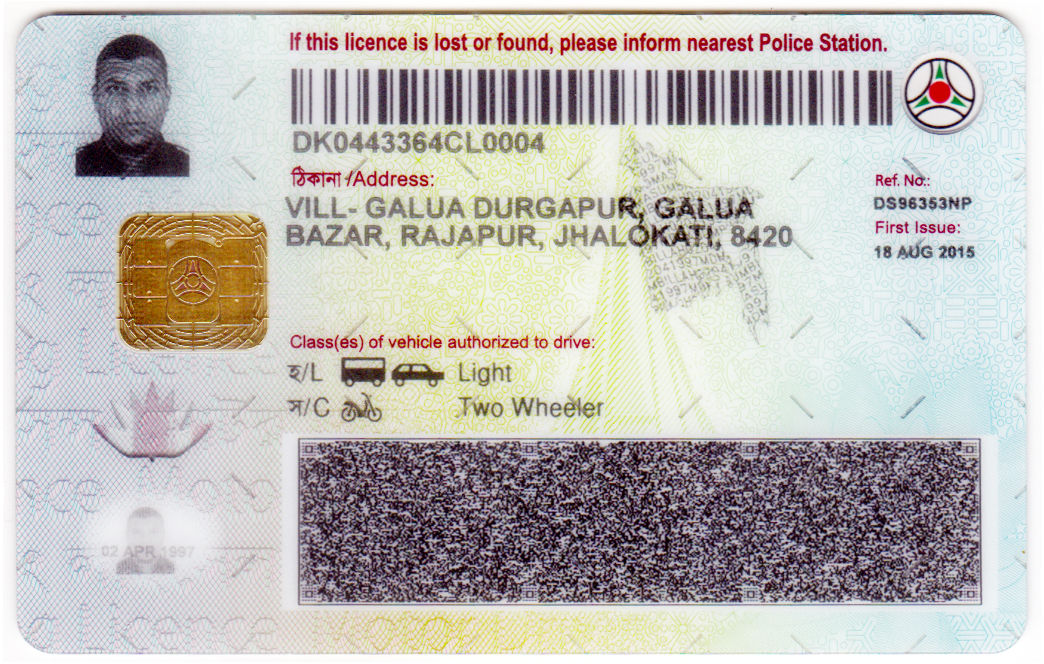 If this licence is lost or found, please inform nearest Police Station.
DK0443364CL0004
ঠিকানা /Address:
VILL- GALUA DURGAPUR, GALUA
BAZAR, RAJAPUR, JHALOKATI, 8420
Ref. No.:
DS96353NP
First Issue:
18 AUG 2015
Class(es) of vehicle authorized to drive:
হ/L Light
ম/C Two Wheeler
02 APR 1997